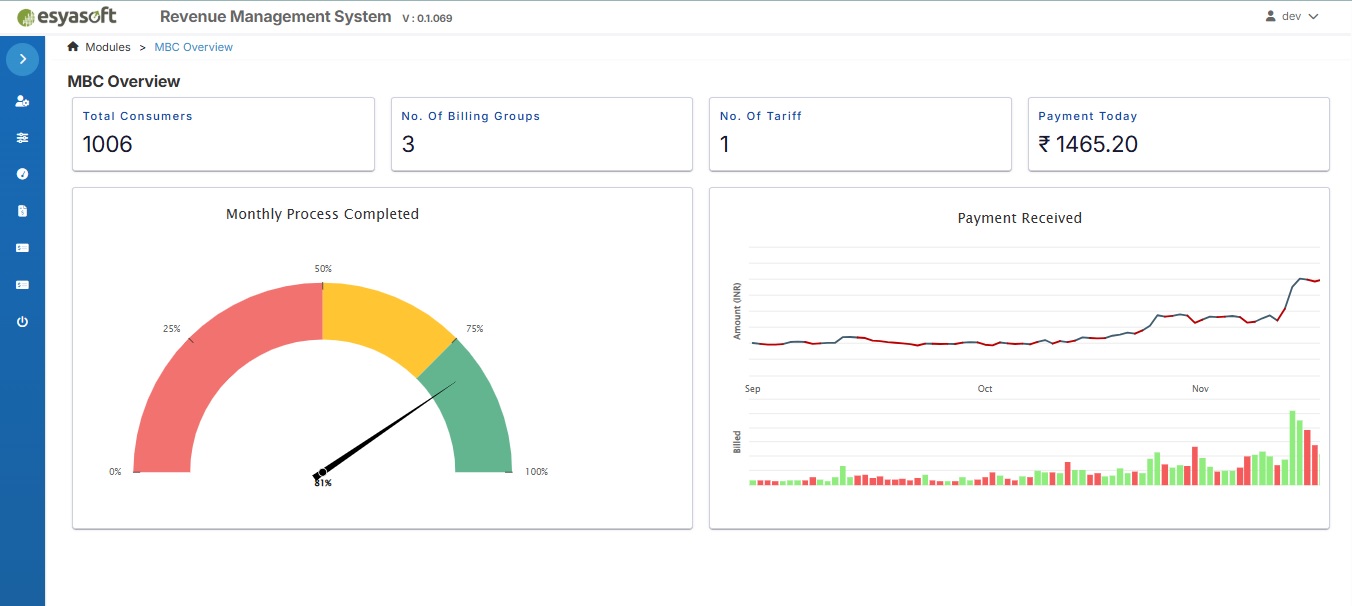 esyasoft
Revenue Management System V : 0.1.069
dev
Modules > MBC Overview
MBC Overview
Total Consumers
1006
No. Of Billing Groups
3
No. Of Tariff
1
Payment Today
₹ 1465.20
Monthly Process Completed
0%
25%
50%
75%
100%
81%
Payment Received
Amount (INR)
Sep Oct Nov
Billed